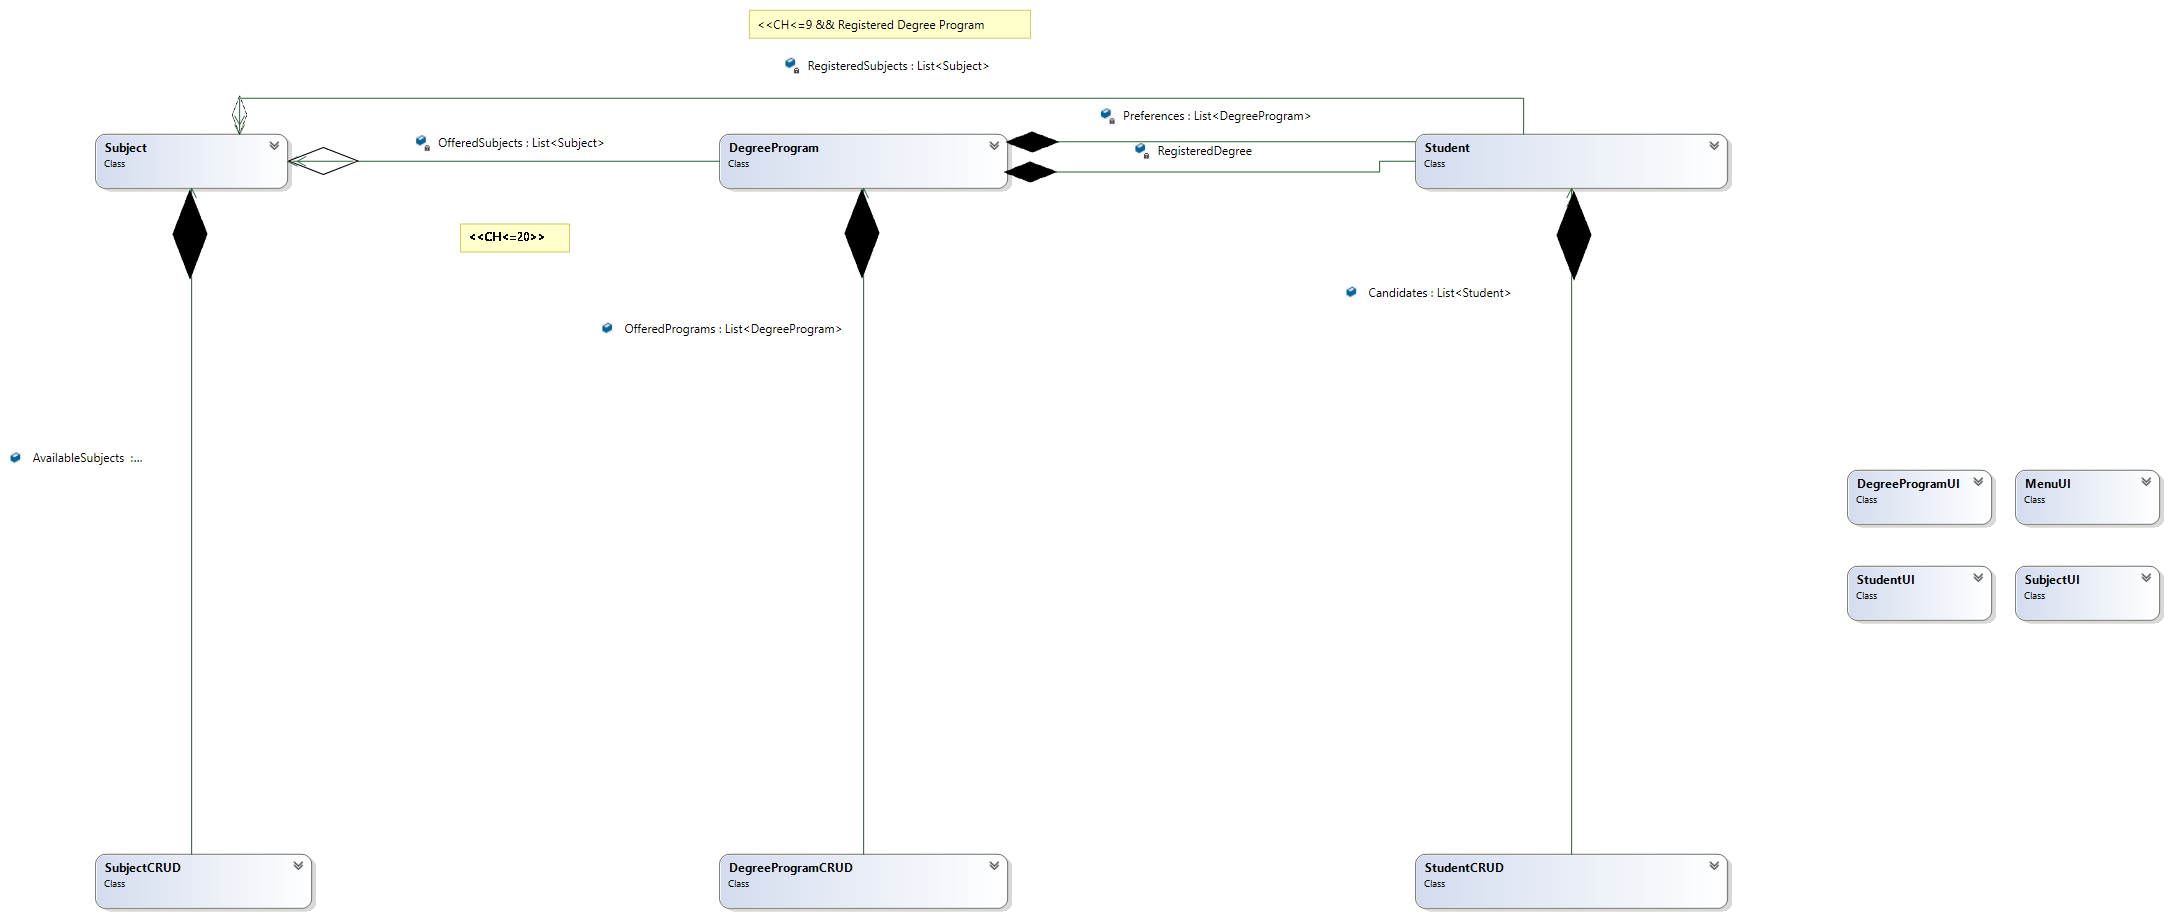 <<CH<=9 && Registered Degree Program
RegisteredSubjects : List<Subject>
Preferences : List<DegreeProgram>
OfferedSubjects : List<Subject>
RegisteredDegree
Subject
Class
DegreeProgram
Class
Student
Class
<<CH<=20>>
Candidates : List<Student>
OfferedPrograms : List<DegreeProgram>
AvailableSubjects :...
DegreeProgramUI
Class
MenuUI
Class
StudentUI
Class
SubjectUI
Class
SubjectCRUD
Class
DegreeProgramCRUD
Class
StudentCRUD
Class